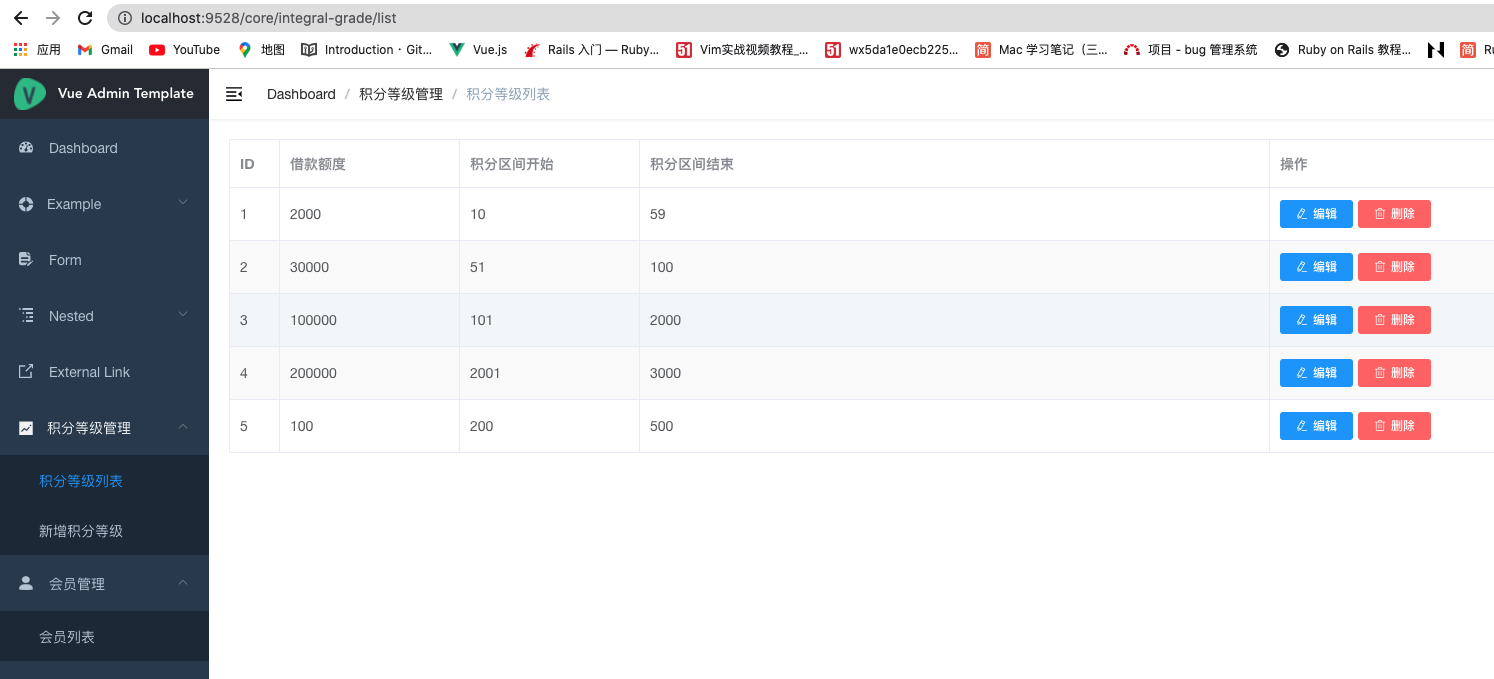 localhost:9528/core/integral-grade/list
应用 Gmail YouTube 地图 Introduction · Git... Vue.js Rails 入门 — Ruby... 51 Vim实战视频教程_... 51 wx5da1e0ecb225... 简 Mac 学习笔记（三... 项目 - bug 管理系统 Ruby on Rails 教程... 简
Vue Admin Template
Dashboard / 积分等级管理 / 积分等级列表
Dashboard
Example
Form
Nested
External Link
积分等级管理
积分等级列表
新增积分等级
会员管理
会员列表
ID 借款额度 积分区间开始 积分区间结束 操作
1 2000 10 59 编辑 删除
2 30000 51 100 编辑 删除
3 100000 101 2000 编辑 删除
4 200000 2001 3000 编辑 删除
5 100 200 500 编辑 删除